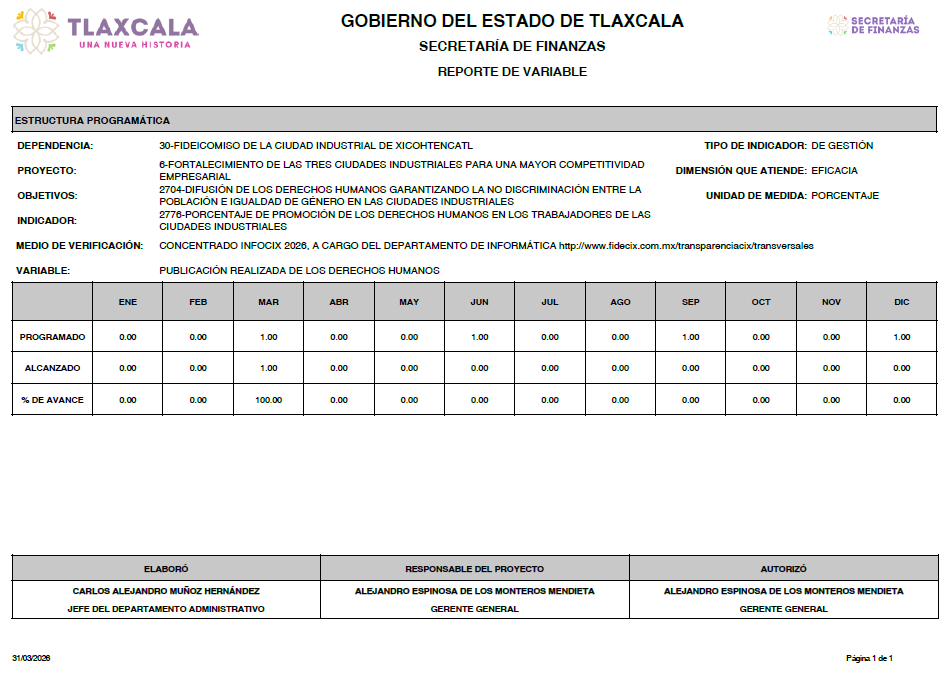 TLAXCALA
UNA NUEVA HISTORIA
GOBIERNO DEL ESTADO DE TLAXCALA
SECRETARÍA DE FINANZAS
REPORTE DE VARIABLE
SECRETARÍA
DE FINANZAS
ESTRUCTURA PROGRAMÁTICA
DEPENDENCIA: 30-FIDEICOMISO DE LA CIUDAD INDUSTRIAL DE XICOHTENCATL TIPO DE INDICADOR: DE GESTIÓN
PROYECTO: 6-FORTALECIMIENTO DE LAS TRES CIUDADES INDUSTRIALES PARA UNA MAYOR COMPETITIVIDAD
EMPRESARIAL
DIMENSIÓN QUE ATIENDE: EFICACIA
OBJETIVOS: 2704-DIFUSIÓN DE LOS DERECHOS HUMANOS GARANTIZANDO LA NO DISCRIMINACIÓN ENTRE LA
POBLACIÓN E IGUALDAD DE GÉNERO EN LAS CIUDADES INDUSTRIALES
UNIDAD DE MEDIDA: PORCENTAJE
INDICADOR: 2776-PORCENTAJE DE PROMOCIÓN DE LOS DERECHOS HUMANOS EN LOS TRABAJADORES DE LAS
CIUDADES INDUSTRIALES
MEDIO DE VERIFICACIÓN: CONCENTRADO INFOCIX 2026, A CARGO DEL DEPARTAMENTO DE INFORMÁTICA http://www.fidecix.com.mx/transparenciacix/transversales
VARIABLE: PUBLICACIÓN REALIZADA DE LOS DERECHOS HUMANOS
ENE FEB MAR ABR MAY JUN JUL AGO SEP OCT NOV DIC
PROGRAMADO 0.00 0.00 1.00 0.00 0.00 1.00 0.00 0.00 1.00 0.00 0.00 1.00
ALCANZADO 0.00 0.00 1.00 0.00 0.00 0.00 0.00 0.00 0.00 0.00 0.00 0.00
% DE AVANCE 0.00 0.00 100.00 0.00 0.00 0.00 0.00 0.00 0.00 0.00 0.00 0.00
ELABORÓ RESPONSABLE DEL PROYECTO AUTORIZÓ
CARLOS ALEJANDRO MUÑOZ HERNÁNDEZ ALEJANDRO ESPINOSA DE LOS MONTEROS MENDIETA ALEJANDRO ESPINOSA DE LOS MONTEROS MENDIETA
JEFE DEL DEPARTAMENTO ADMINISTRATIVO GERENTE GENERAL GERENTE GENERAL
31/03/2026 Página 1 de 1